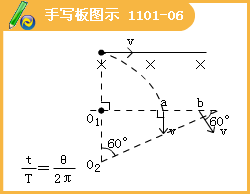 手写板图示 1101-06
v
× × ×
O₁ a b
v 60° v
60°
O₂
t/T = θ/2π